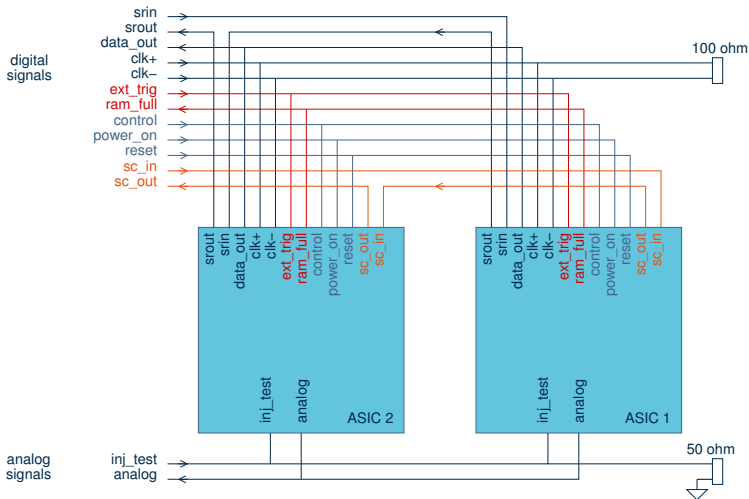 srin
srout
data_out
clk+
clk−
ext_trig
ram_full
control
power_on
reset
sc_in
sc_out
digital
signals
100 ohm
srout
srin
data_out
clk+
clk−
ext_trig
ram_full
control
power_on
reset
sc_out
sc_in
inj_test
analog
ASIC 2
srout
srin
data_out
clk+
clk−
ext_trig
ram_full
control
power_on
reset
sc_out
sc_in
inj_test
analog
ASIC 1
analog
signals
inj_test
analog
50 ohm